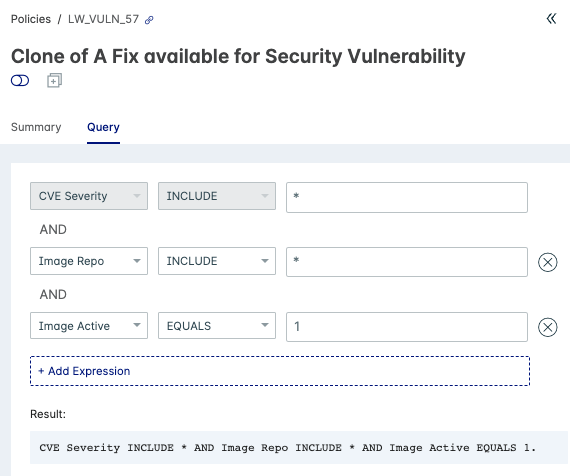 Policies / LW_VULN_57
Clone of A Fix available for Security Vulnerability
Summary Query
CVE Severity INCLUDE *
AND
Image Repo INCLUDE *
AND
Image Active EQUALS 1
+ Add Expression
Result:
CVE Severity INCLUDE * AND Image Repo INCLUDE * AND Image Active EQUALS 1.